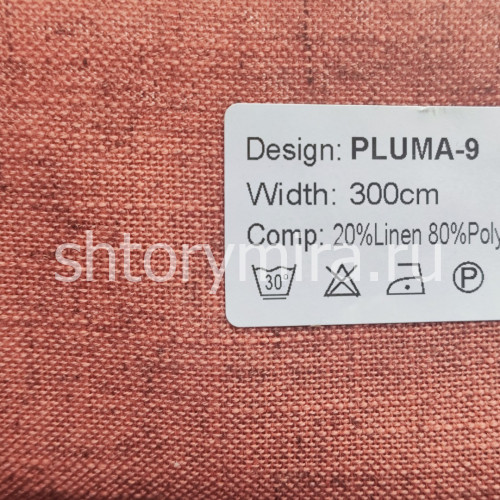 Design: PLUMA-9
Width: 300cm
Comp: 20%Linen 80%Poly
shtorymira.ru
30° P